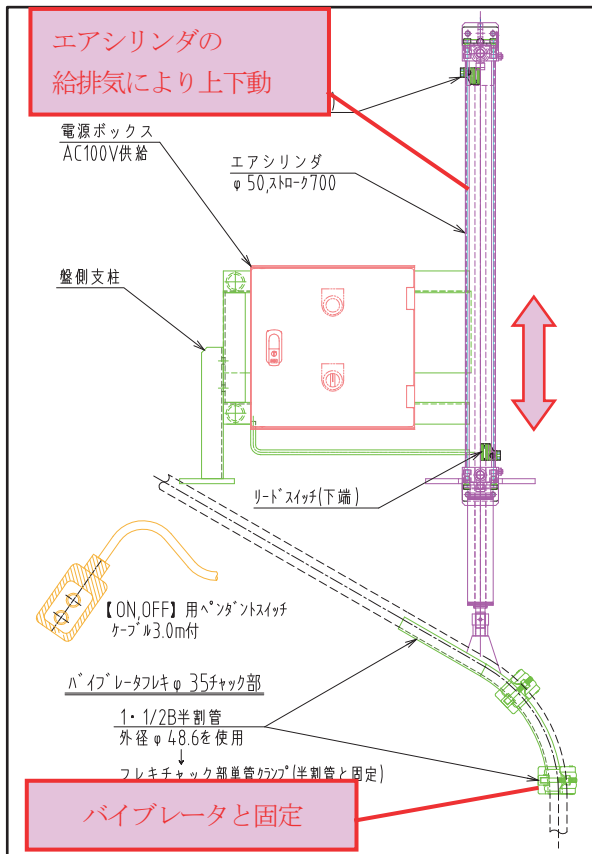 エアシリンダの
給排気により上下動
)
電源ボックス
AC100V供給
エアシリンダ
φ50,ストローク700
盤側支柱
リードスイッチ(下端)
【ON,OFF】用ペンダントスイッチ
ケーブル3.0m付
バイブレータフレキφ35チャック部
1・1/2B半割管
外径φ48.6を使用
↓
フレキチャック部単管クランプ(半割管と固定)
バイブレータと固定